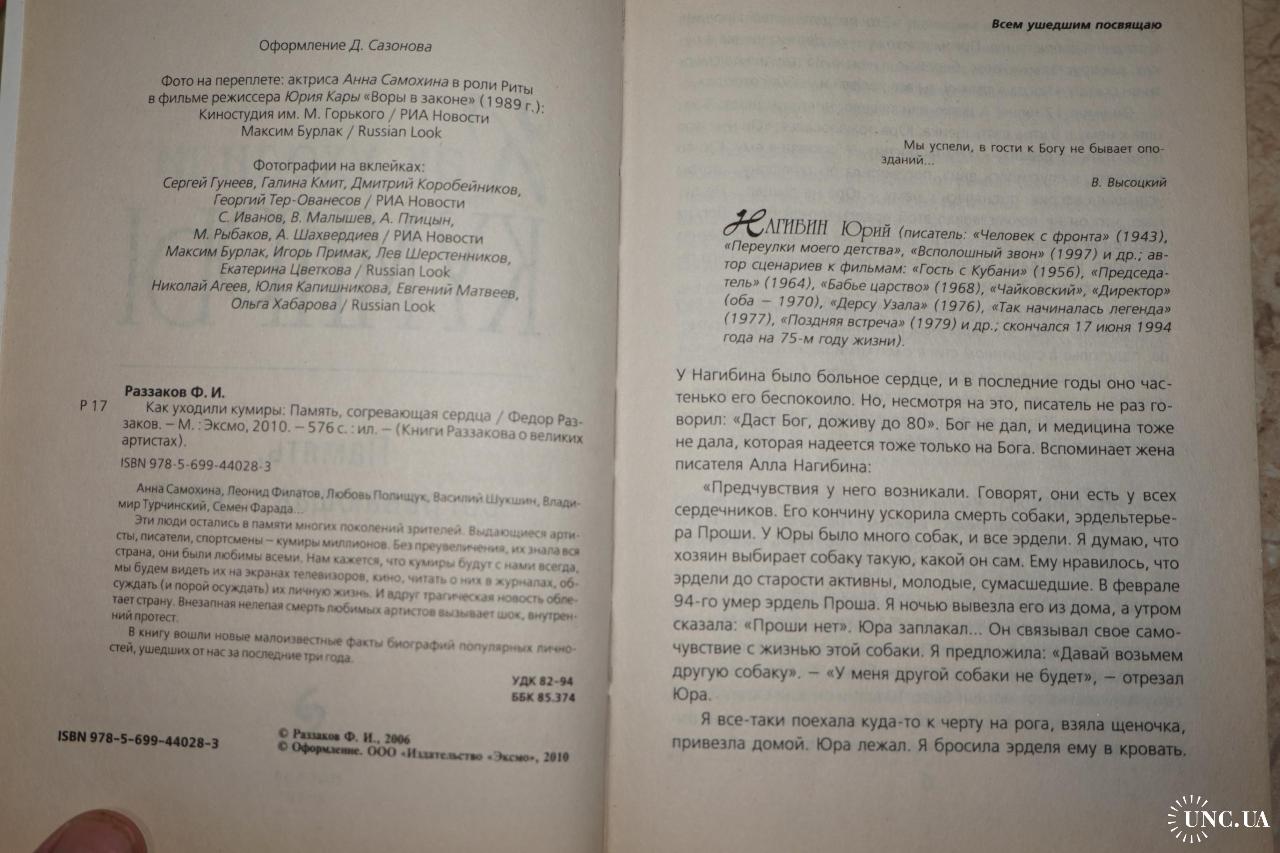 Оформление Д. Сазонова
Фото на переплете: актриса Анна Самохина в роли Риты
в фильме режиссера Юрия Кары «Воры в законе» (1989 г.):
Киностудия им. М. Горького / РИА Новости
Максим Бурлак / Russian Look
Фотографии на вклейках:
Сергей Гунеев, Галина Кмит, Дмитрий Коробейников,
Георгий Тер-Ованесов / РИА Новости
С. Иванов, В. Малышев, А. Птицын,
М. Рыбаков, А. Шахвердиев / РИА Новости
Максим Бурлак, Игорь Примак, Лев Шерстенников,
Екатерина Цветкова / Russian Look
Николай Агеев, Юлия Капишникова, Евгений Матвеев,
Ольга Хабарова / Russian Look
Раззаков Ф. И.
Р 17 Как уходили кумиры: Память, согревающая сердца / Федор Раз-
заков. – М. : Эксмо, 2010. – 576 с. : ил. – (Книги Раззакова о великих
артистах).
ISBN 978-5-699-44028-3
Анна Самохина, Леонид Филатов, Любовь Полищук, Василий Шукшин, Влади-
мир Турчинский, Семен Фарада...
Эти люди остались в памяти многих поколений зрителей. Выдающиеся арти-
сты, писатели, спортсмены – кумиры миллионов. Без преувеличения, их знала вся
страна, они были любимы всеми. Нам кажется, что кумиры будут с нами всегда,
мы будем видеть их на экранах телевизоров, кино, читать о них в журналах, об-
суждать (и порой осуждать) их личную жизнь. И вдруг трагическая новость обле-
тает страну. Внезапная нелепая смерть любимых артистов вызывает шок, внутрен-
ний протест.
В книгу вошли новые малоизвестные факты биографий популярных лично-
стей, ушедших от нас за последние три года.
УДК 82-94
ББК 85.374
ISBN 978-5-699-44028-3
© Раззаков Ф. И., 2006
© Оформление. ООО «Издательство «Эксмо», 2010
Всем ушедшим посвящаю
Мы успели, в гости к Богу не бывает опо-
зданий...
В. Высоцкий
НАГИБИН Юрий (писатель: «Человек с фронта» (1943),
«Переулки моего детства», «Всполошный звон» (1997) и др.; ав-
тор сценариев к фильмам: «Гость с Кубани» (1956), «Председа-
тель» (1964), «Бабье царство» (1968), «Чайковский», «Директор»
(оба – 1970), «Дерсу Узала» (1976), «Так начиналась легенда»
(1977), «Поздняя встреча» (1979) и др.; скончался 17 июня 1994
года на 75-м году жизни).
У Нагибина было больное сердце, и в последние годы оно час-
тенько его беспокоило. Но, несмотря на это, писатель не раз го-
ворил: «Даст Бог, доживу до 80». Бог не дал, и медицина тоже
не дала, которая надеется тоже только на Бога. Вспоминает жена
писателя Алла Нагибина:
«Предчувствия у него возникали. Говорят, они есть у всех
сердечников. Его кончину ускорила смерть собаки, эрдельтерье-
ра Проши. У Юры было много собак, и все эрдели. Я думаю, что
хозяин выбирает собаку такую, какой он сам. Ему нравилось, что
эрдели до старости активны, молодые, сумасшедшие. В феврале
94-го умер эрдель Проша. Я ночью вывезла его из дома, а утром
сказала: «Проши нет». Юра заплакал... Он связывал свое само-
чувствие с жизнью этой собаки. Я предложила: «Давай возьмем
другую собаку». – «У меня другой собаки не будет», – отрезал
Юра.
Я все-таки поехала куда-то к черту на рога, взяла щеночка,
привезла домой. Юра лежал. Я бросила эрделя ему в кровать.
UNC.UA